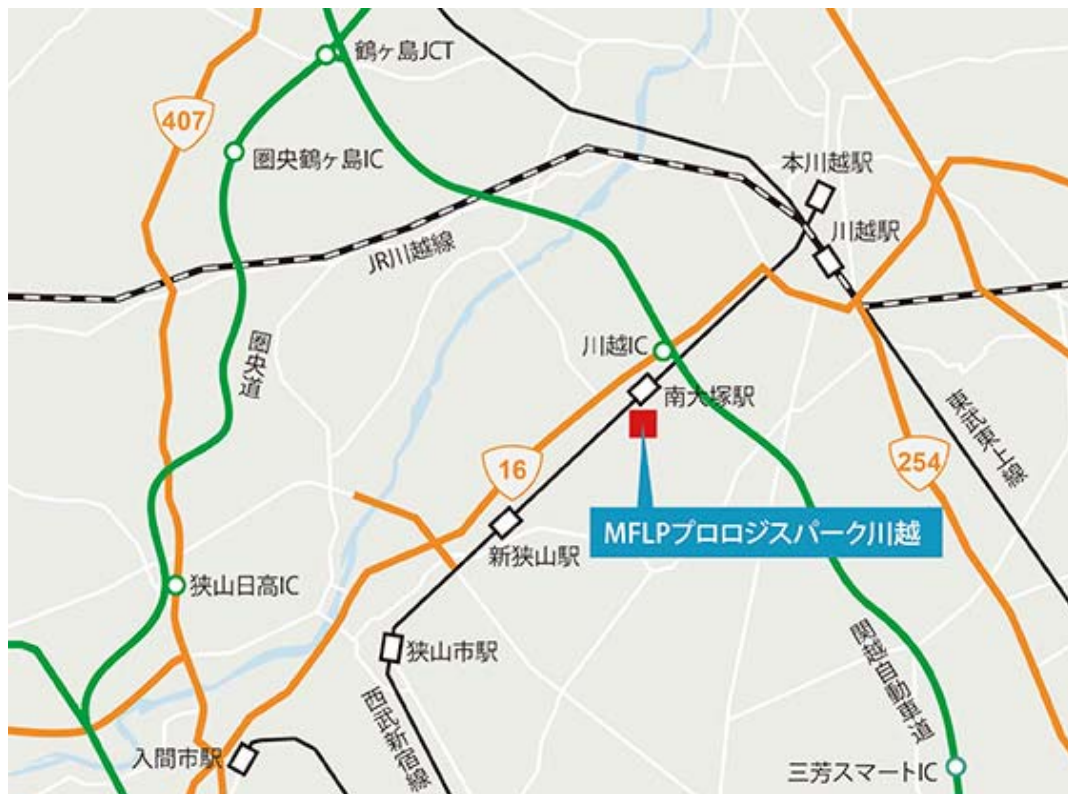 鶴ヶ島JCT
407
圏央鶴ヶ島IC
本川越駅
川越駅
JR川越線
圏央道
川越IC
南大塚駅
東武東上線
16
254
MFLPプロロジスパーク川越
新狭山駅
狭山日高IC
狭山市駅
関越自動車道
西武新宿線
入間市駅
三芳スマートIC